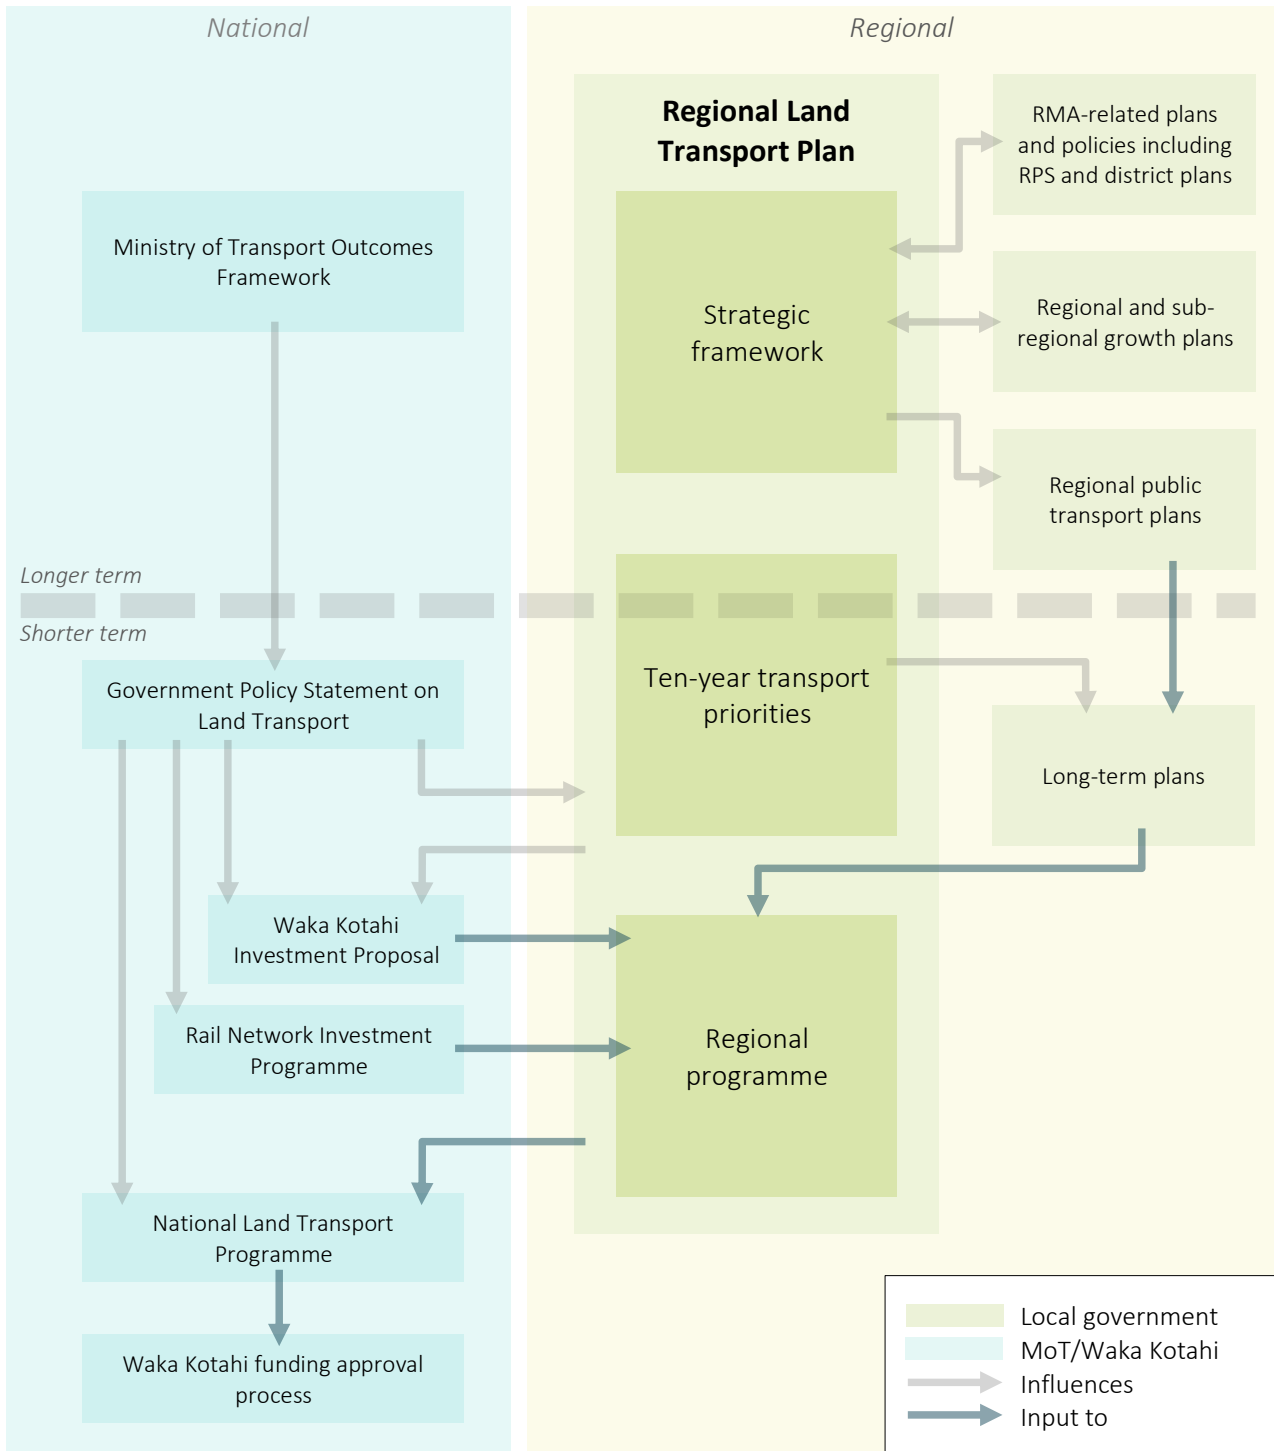 National
Regional
Regional Land
Transport Plan
RMA-related plans
and policies including
RPS and district plans
Ministry of Transport Outcomes
Framework
Strategic
framework
Regional and sub-
regional growth plans
Regional public
transport plans
Longer term
Shorter term
Government Policy Statement on
Land Transport
Ten-year transport
priorities
Long-term plans
Waka Kotahi
Investment Proposal
Rail Network Investment
Programme
Regional
programme
National Land Transport
Programme
Waka Kotahi funding approval
process
Local government
MoT/Waka Kotahi
Influences
Input to